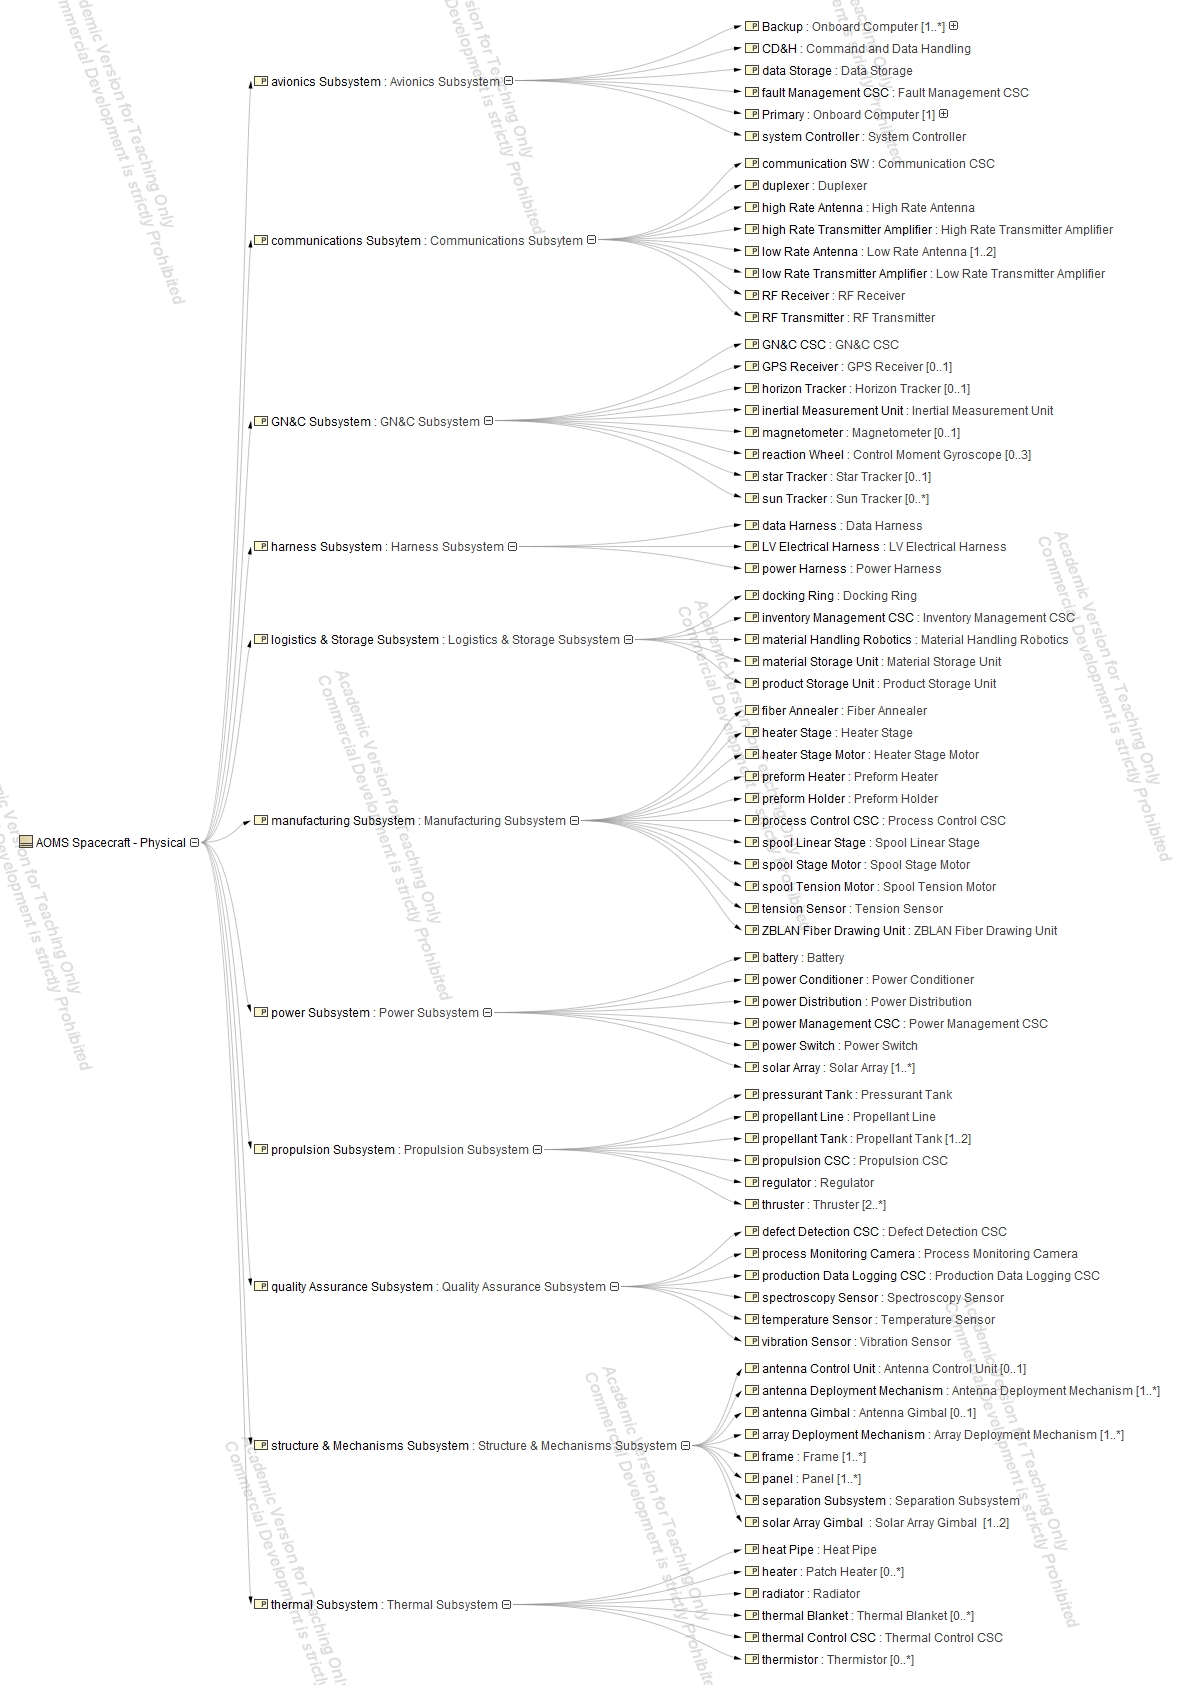 AOMS Spacecraft - Physical
avionics Subsystem : Avionics Subsystem
Backup : Onboard Computer [1..*]
CD&H : Command and Data Handling
data Storage : Data Storage
fault Management CSC : Fault Management CSC
Primary : Onboard Computer [1]
system Controller : System Controller
communications Subsytem : Communications Subsytem
communication SW : Communication CSC
duplexer : Duplexer
high Rate Antenna : High Rate Antenna
high Rate Transmitter Amplifier : High Rate Transmitter Amplifier
low Rate Antenna : Low Rate Antenna [1..2]
low Rate Transmitter Amplifier : Low Rate Transmitter Amplifier
RF Receiver : RF Receiver
RF Transmitter : RF Transmitter
GN&C Subsystem : GN&C Subsystem
GN&C CSC : GN&C CSC
GPS Receiver : GPS Receiver [0..1]
horizon Tracker : Horizon Tracker [0..1]
inertial Measurement Unit : Inertial Measurement Unit
magnetometer : Magnetometer [0..1]
reaction Wheel : Control Moment Gyroscope [0..3]
star Tracker : Star Tracker [0..1]
sun Tracker : Sun Tracker [0..*]
harness Subsystem : Harness Subsystem
data Harness : Data Harness
LV Electrical Harness : LV Electrical Harness
power Harness : Power Harness
logistics & Storage Subsystem : Logistics & Storage Subsystem
docking Ring : Docking Ring
inventory Management CSC : Inventory Management CSC
material Handling Robotics : Material Handling Robotics
material Storage Unit : Material Storage Unit
product Storage Unit : Product Storage Unit
manufacturing Subsystem : Manufacturing Subsystem
fiber Annealer : Fiber Annealer
heater Stage : Heater Stage
heater Stage Motor : Heater Stage Motor
preform Heater : Preform Heater
preform Holder : Preform Holder
process Control CSC : Process Control CSC
spool Linear Stage : Spool Linear Stage
spool Stage Motor : Spool Stage Motor
spool Tension Motor : Spool Tension Motor
tension Sensor : Tension Sensor
ZBLAN Fiber Drawing Unit : ZBLAN Fiber Drawing Unit
power Subsystem : Power Subsystem
battery : Battery
power Conditioner : Power Conditioner
power Distribution : Power Distribution
power Management CSC : Power Management CSC
power Switch : Power Switch
solar Array : Solar Array [1..*]
propulsion Subsystem : Propulsion Subsystem
pressurant Tank : Pressurant Tank
propellant Line : Propellant Line
propellant Tank : Propellant Tank [1..2]
propulsion CSC : Propulsion CSC
regulator : Regulator
thruster : Thruster [2..*]
quality Assurance Subsystem : Quality Assurance Subsystem
defect Detection CSC : Defect Detection CSC
process Monitoring Camera : Process Monitoring Camera
production Data Logging CSC : Production Data Logging CSC
spectroscopy Sensor : Spectroscopy Sensor
temperature Sensor : Temperature Sensor
vibration Sensor : Vibration Sensor
structure & Mechanisms Subsystem : Structure & Mechanisms Subsystem
antenna Control Unit : Antenna Control Unit [0..1]
antenna Deployment Mechanism : Antenna Deployment Mechanism [1..*]
antenna Gimbal : Antenna Gimbal [0..1]
array Deployment Mechanism : Array Deployment Mechanism [1..*]
frame : Frame [1..*]
panel : Panel [1..*]
separation Subsystem : Separation Subsystem
solar Array Gimbal : Solar Array Gimbal [1..2]
thermal Subsystem : Thermal Subsystem
heat Pipe : Heat Pipe
heater : Patch Heater [0..*]
radiator : Radiator
thermal Blanket : Thermal Blanket [0..*]
thermal Control CSC : Thermal Control CSC
thermistor : Thermistor [0..*]
Academic Version for Teaching Only
Commercial Development is strictly Prohibited